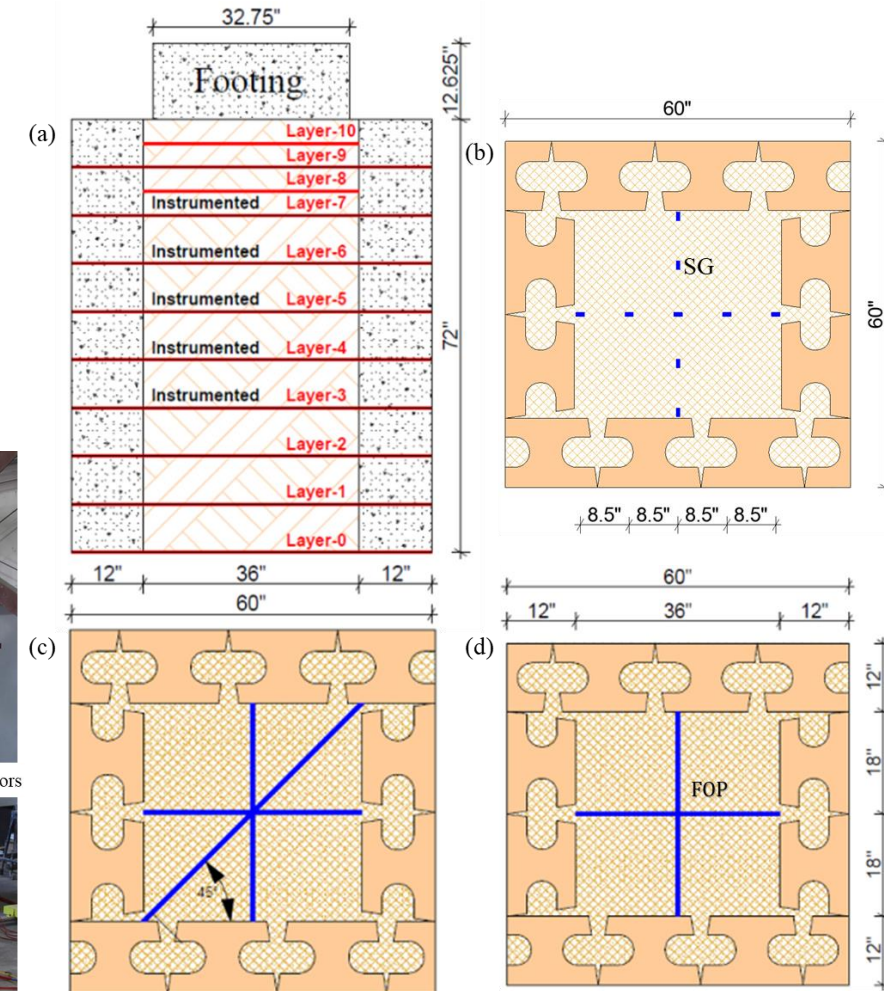 32.75"
Footing
12.625"
(a)
Layer-10
Layer-9
Layer-8
Instrumented Layer-7
Instrumented Layer-6
Instrumented Layer-5
Instrumented Layer-4
Instrumented Layer-3
Layer-2
Layer-1
Layer-0
72"
12" 36" 12"
60"
(b)
60"
SG
60"
8.5" 8.5" 8.5" 8.5"
(c)
45°
(d)
60"
12" 36" 12"
FOP
12"
18"
18"
12"
ors